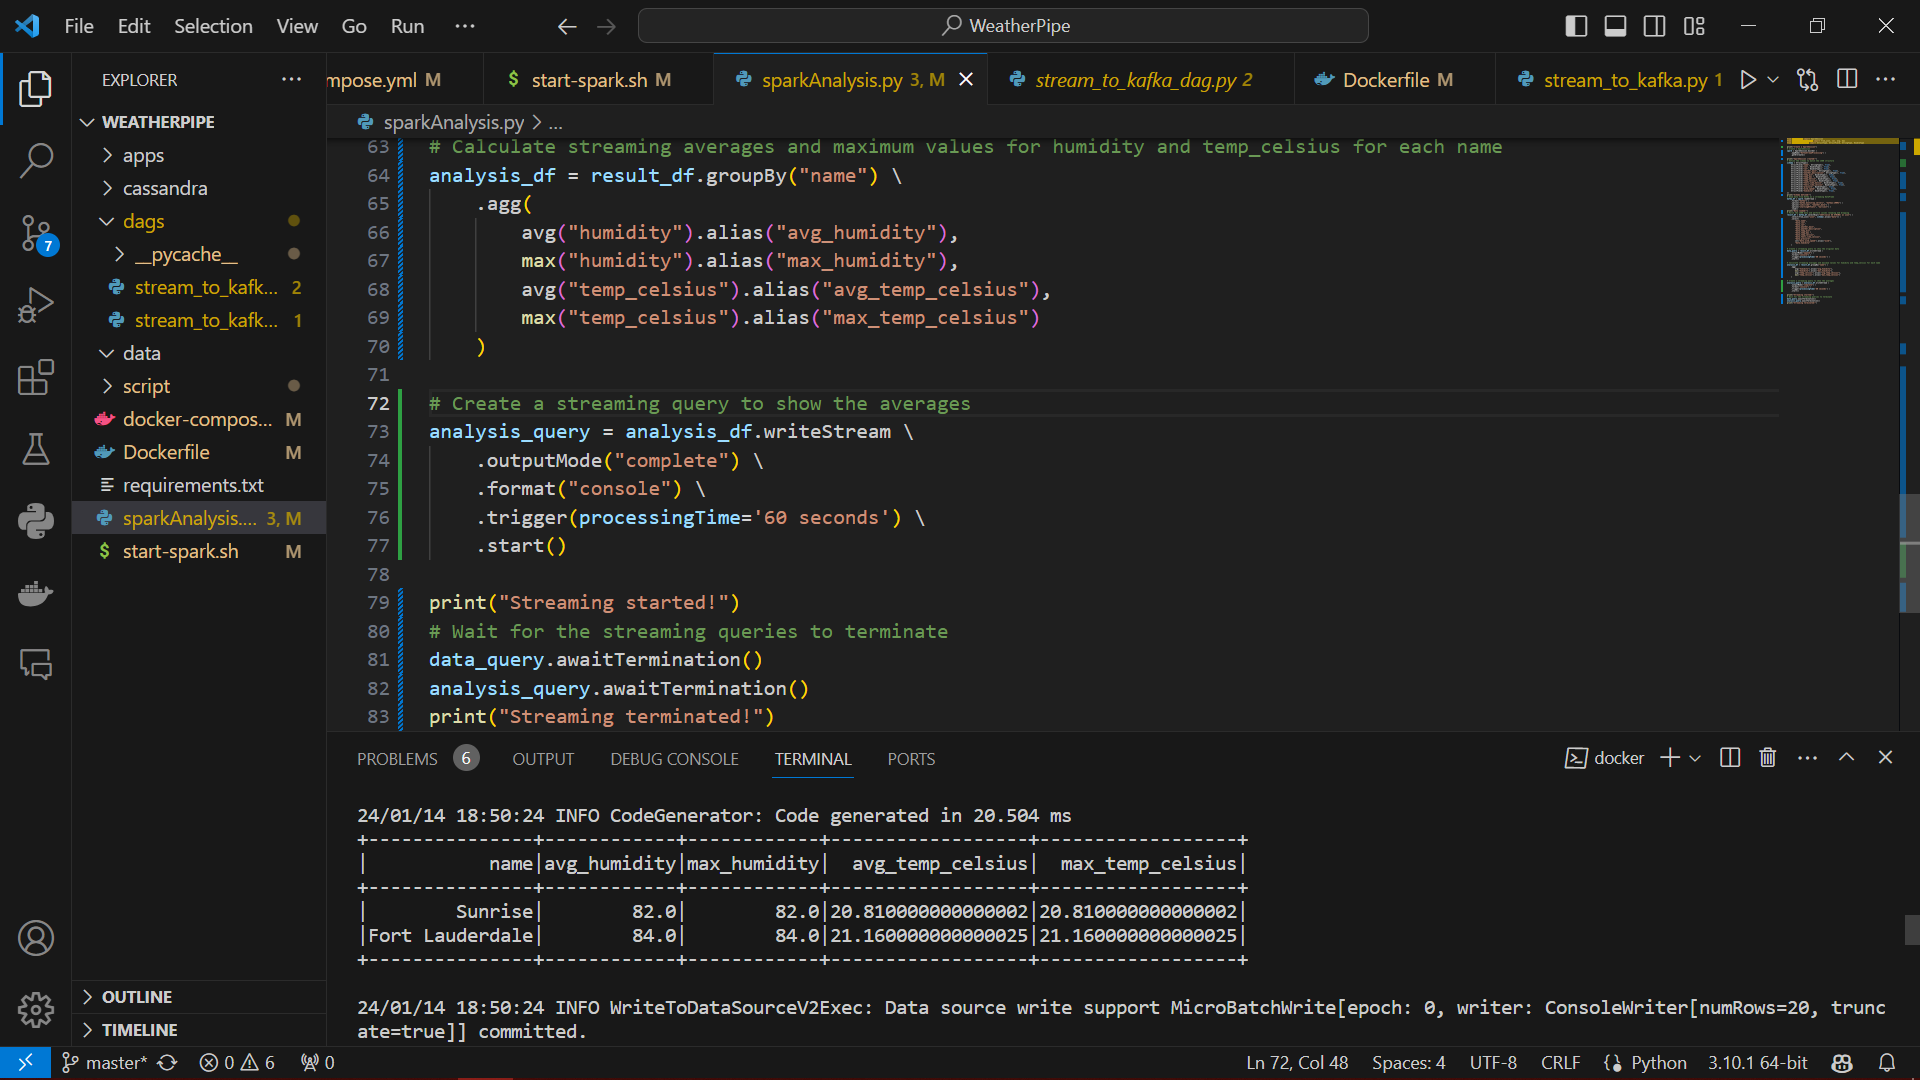 File Edit Selection View Go Run ···
WeatherPipe
EXPLORER
mpose.yml M
$ start-spark.sh M
sparkAnalysis.py 3, M
stream_to_kafka_dag.py 2
Dockerfile M
stream_to_kafka.py 1
WEATHERPIPE
apps
cassandra
dags
__pycache__
stream_to_kafk... 2
stream_to_kafk... 1
data
script
docker-compos... M
Dockerfile M
requirements.txt
sparkAnalysis.... 3, M
$ start-spark.sh M
OUTLINE
TIMELINE
7
sparkAnalysis.py > ...
63 # Calculate streaming averages and maximum values for humidity and temp_celsius for each name
64 analysis_df = result_df.groupBy("name") \
65 .agg(
66 avg("humidity").alias("avg_humidity"),
67 max("humidity").alias("max_humidity"),
68 avg("temp_celsius").alias("avg_temp_celsius"),
69 max("temp_celsius").alias("max_temp_celsius")
70 )
71
72 # Create a streaming query to show the averages
73 analysis_query = analysis_df.writeStream \
74 .outputMode("complete") \
75 .format("console") \
76 .trigger(processingTime='60 seconds') \
77 .start()
78
79 print("Streaming started!")
80 # Wait for the streaming queries to terminate
81 data_query.awaitTermination()
82 analysis_query.awaitTermination()
83 print("Streaming terminated!")
PROBLEMS 6 OUTPUT DEBUG CONSOLE TERMINAL PORTS
docker
24/01/14 18:50:24 INFO CodeGenerator: Code generated in 20.504 ms
+---------------+------------+------------+------------------+------------------+
|           name|avg_humidity|max_humidity|  avg_temp_celsius|  max_temp_celsius|
+---------------+------------+------------+------------------+------------------+
|        Sunrise|        82.0|        82.0|20.810000000000002|20.810000000000002|
|Fort Lauderdale|        84.0|        84.0|21.160000000000025|21.160000000000025|
+---------------+------------+------------+------------------+------------------+
24/01/14 18:50:24 INFO WriteToDataSourceV2Exec: Data source write support MicroBatchWrite[epoch: 0, writer: ConsoleWriter[numRows=20, trunc
ate=true]] committed.
master* 0 6 0
Ln 72, Col 48 Spaces: 4 UTF-8 CRLF Python 3.10.1 64-bit